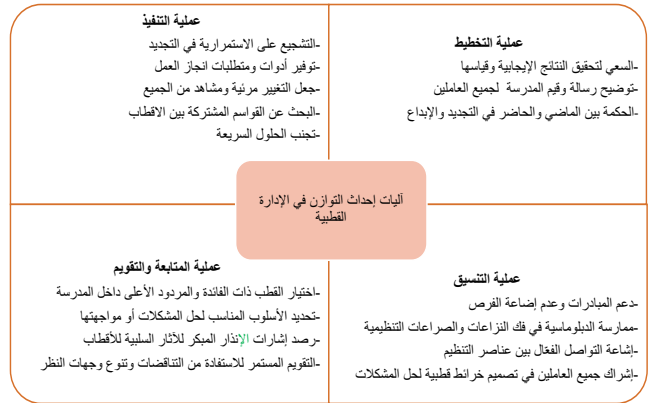 عملية التخطيط
-السعي لتحقيق النتائج الإيجابية وقياسها
-توضيح رسالة وقيم المدرسة لجميع العاملين
-الحكمة بين الماضي والحاضر في التجديد والإبداع
عملية التنفيذ
-التشجيع على الاستمرارية في التجديد
-توفير أدوات ومتطلبات انجاز العمل
-جعل التغيير مرئية ومشاهد من الجميع
-البحث عن القواسم المشتركة بين الاقطاب
-تجنب الحلول السريعة
آليات إحداث التوازن في الإدارة
القطبية
عملية التنسيق
-دعم المبادرات وعدم إضاعة الفرص
-ممارسة الدبلوماسية في فك النزاعات والصراعات التنظيمية
-إشاعة التواصل الفعّال بين عناصر التنظيم
-إشراك جميع العاملين في تصميم خرائط قطبية لحل المشكلات
عملية المتابعة والتقويم
-اختيار القطب ذات الفائدة والمردود الأعلى داخل المدرسة
-تحديد الأسلوب المناسب لحل المشكلات أو مواجهتها
-رصد إشارات الإنذار المبكر للآثار السلبية للأقطاب
-التقويم المستمر للاستفادة من التناقضات وتنوع وجهات النظر